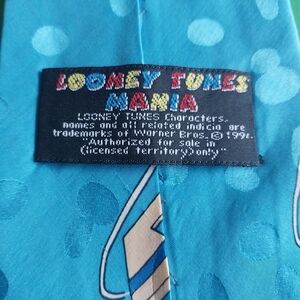 LOONEY TUNES
MANIA
LOONEY TUNES Characters,
names and all related indicia are
trademarks of Warner Bros. ©
"Authorized for sale in
(licensed territory)only"